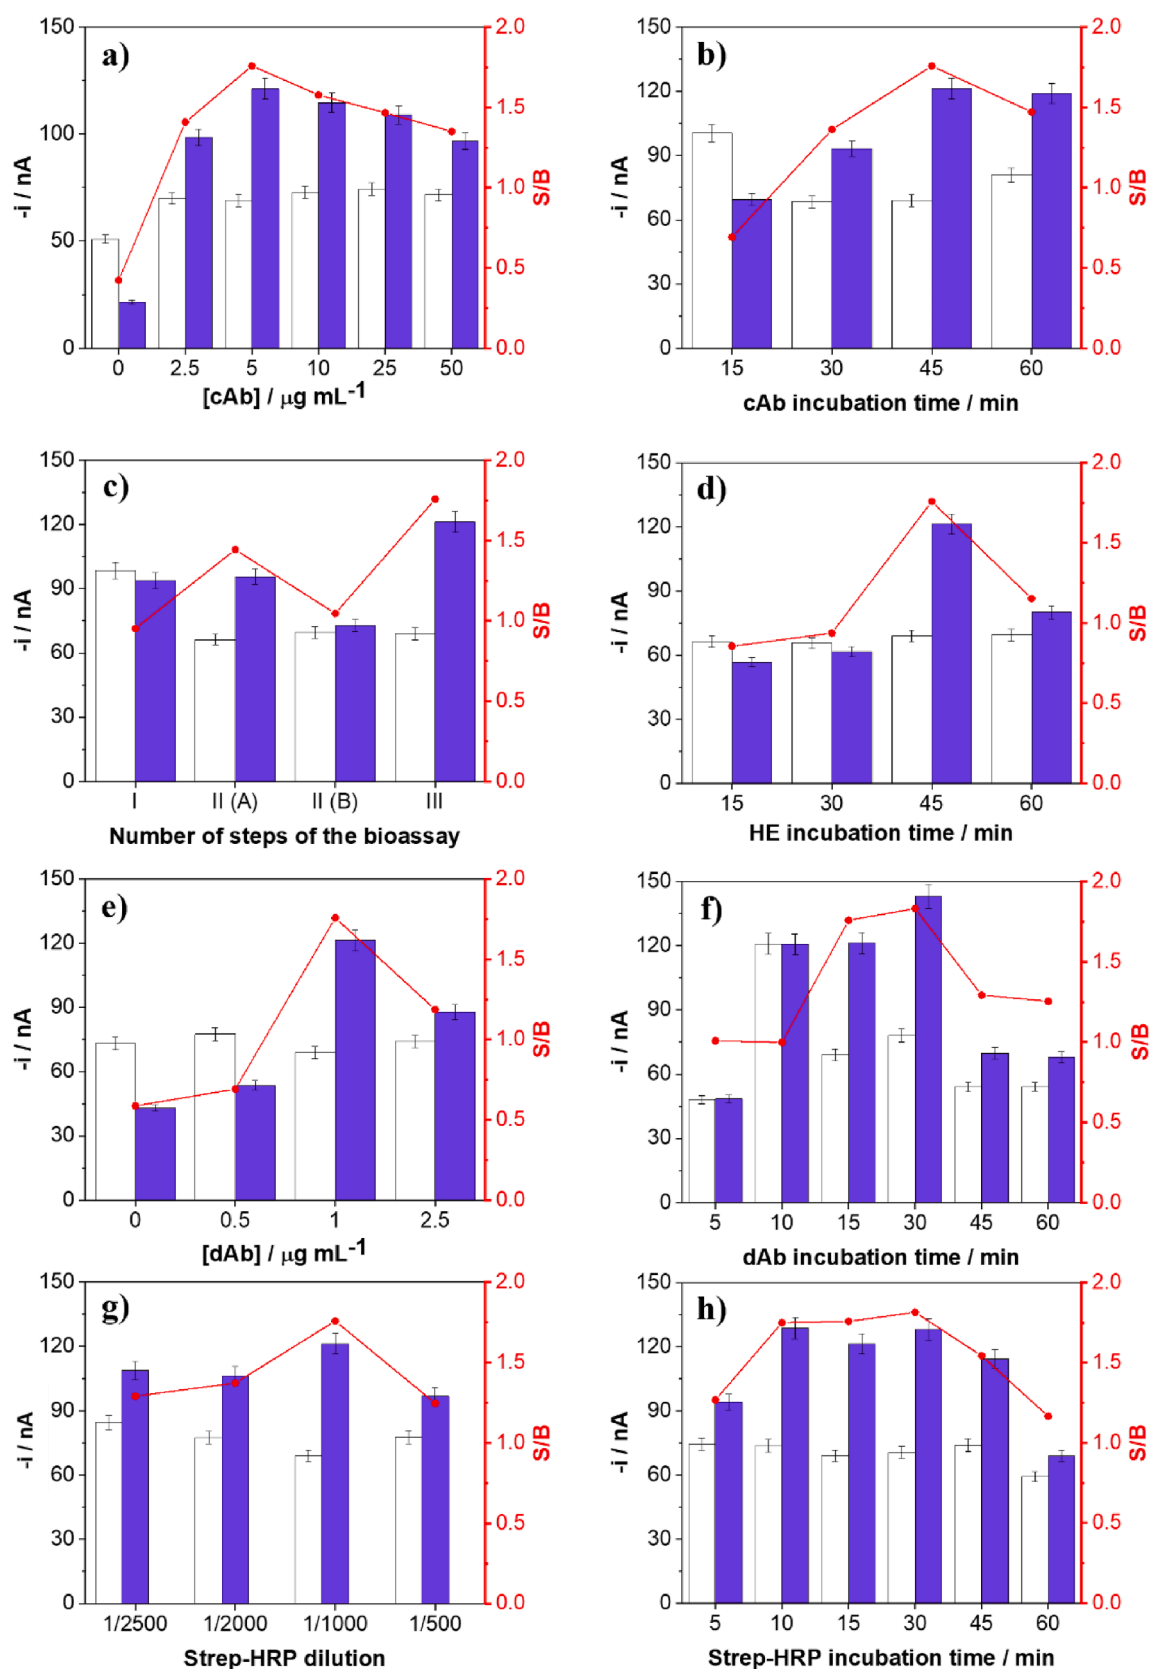 a)
-i / nA
150
100
50
0
2.0
1.5
1.0
0.5
0.0
S/B
0 2.5 5 10 25 50
[cAb] / μg mL-1
b)
-i / nA
150
120
90
60
30
0
2.0
1.5
1.0
0.5
0.0
S/B
15 30 45 60
cAb incubation time / min
c)
-i / nA
150
120
90
60
30
0
2.0
1.5
1.0
0.5
0.0
S/B
I II (A) II (B) III
Number of steps of the bioassay
d)
-i / nA
150
120
90
60
30
0
2.0
1.5
1.0
0.5
0.0
S/B
15 30 45 60
HE incubation time / min
e)
-i / nA
150
120
90
60
30
0
2.0
1.5
1.0
0.5
0.0
S/B
0 0.5 1 2.5
[dAb] / μg mL-1
f)
-i / nA
150
120
90
60
30
0
2.0
1.5
1.0
0.5
0.0
S/B
5 10 15 30 45 60
dAb incubation time / min
g)
-i / nA
150
120
90
60
30
0
2.0
1.5
1.0
0.5
0.0
S/B
1/2500 1/2000 1/1000 1/500
Strep-HRP dilution
h)
-i / nA
150
120
90
60
30
0
2.0
1.5
1.0
0.5
0.0
S/B
5 10 15 30 45 60
Strep-HRP incubation time / min